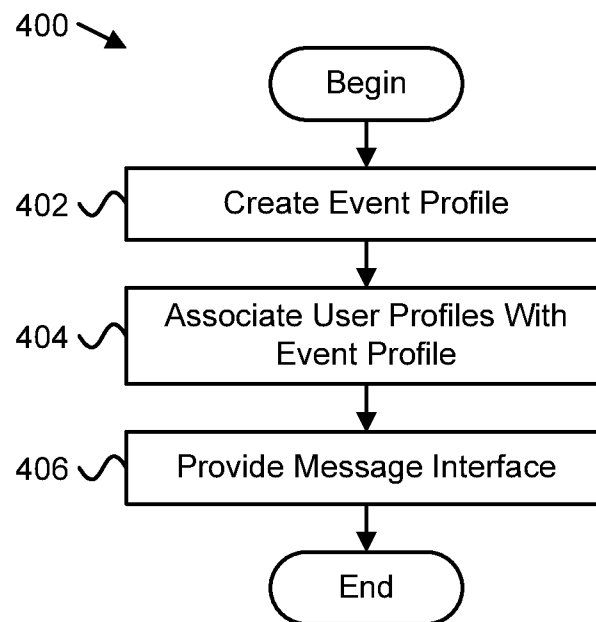 400
Begin
402
Create Event Profile
404
Associate User Profiles With
Event Profile
406
Provide Message Interface
End